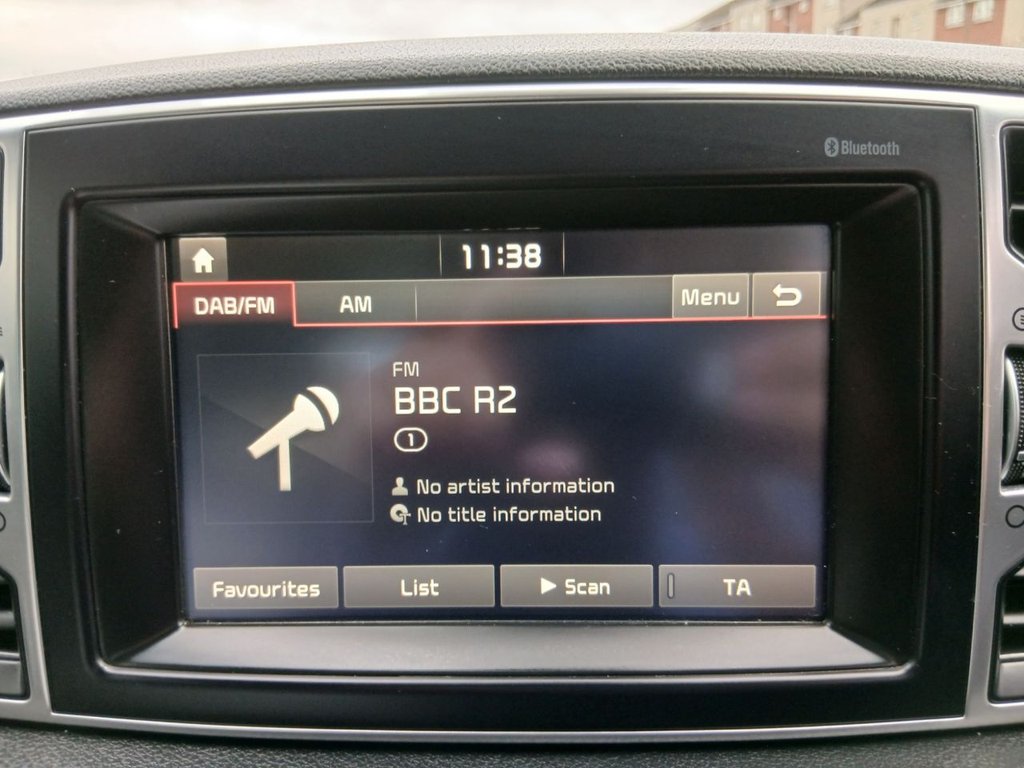 Bluetooth
11:38
DAB/FM AM Menu
FM
BBC R2
1
No artist information
No title information
Favourites List Scan TA